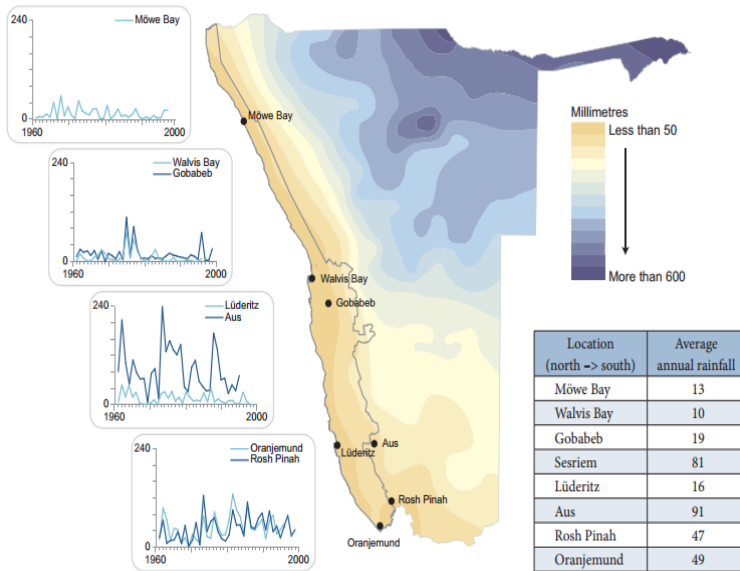 Möwe Bay
240
0
1960
2000
Walvis Bay
Gobabeb
240
0
1960
2000
Lüderitz
Aus
240
0
1960
2000
Oranjemund
Rosh Pinah
240
0
1960
2000
Möwe Bay
Walvis Bay
Gobabeb
Aus
Lüderitz
Rosh Pinah
Oranjemund
Millimetres
Less than 50
More than 600
Location Average
(north –> south) annual rainfall
Möwe Bay 13
Walvis Bay 10
Gobabeb 19
Sesriem 81
Lüderitz 16
Aus 91
Rosh Pinah 47
Oranjemund 49